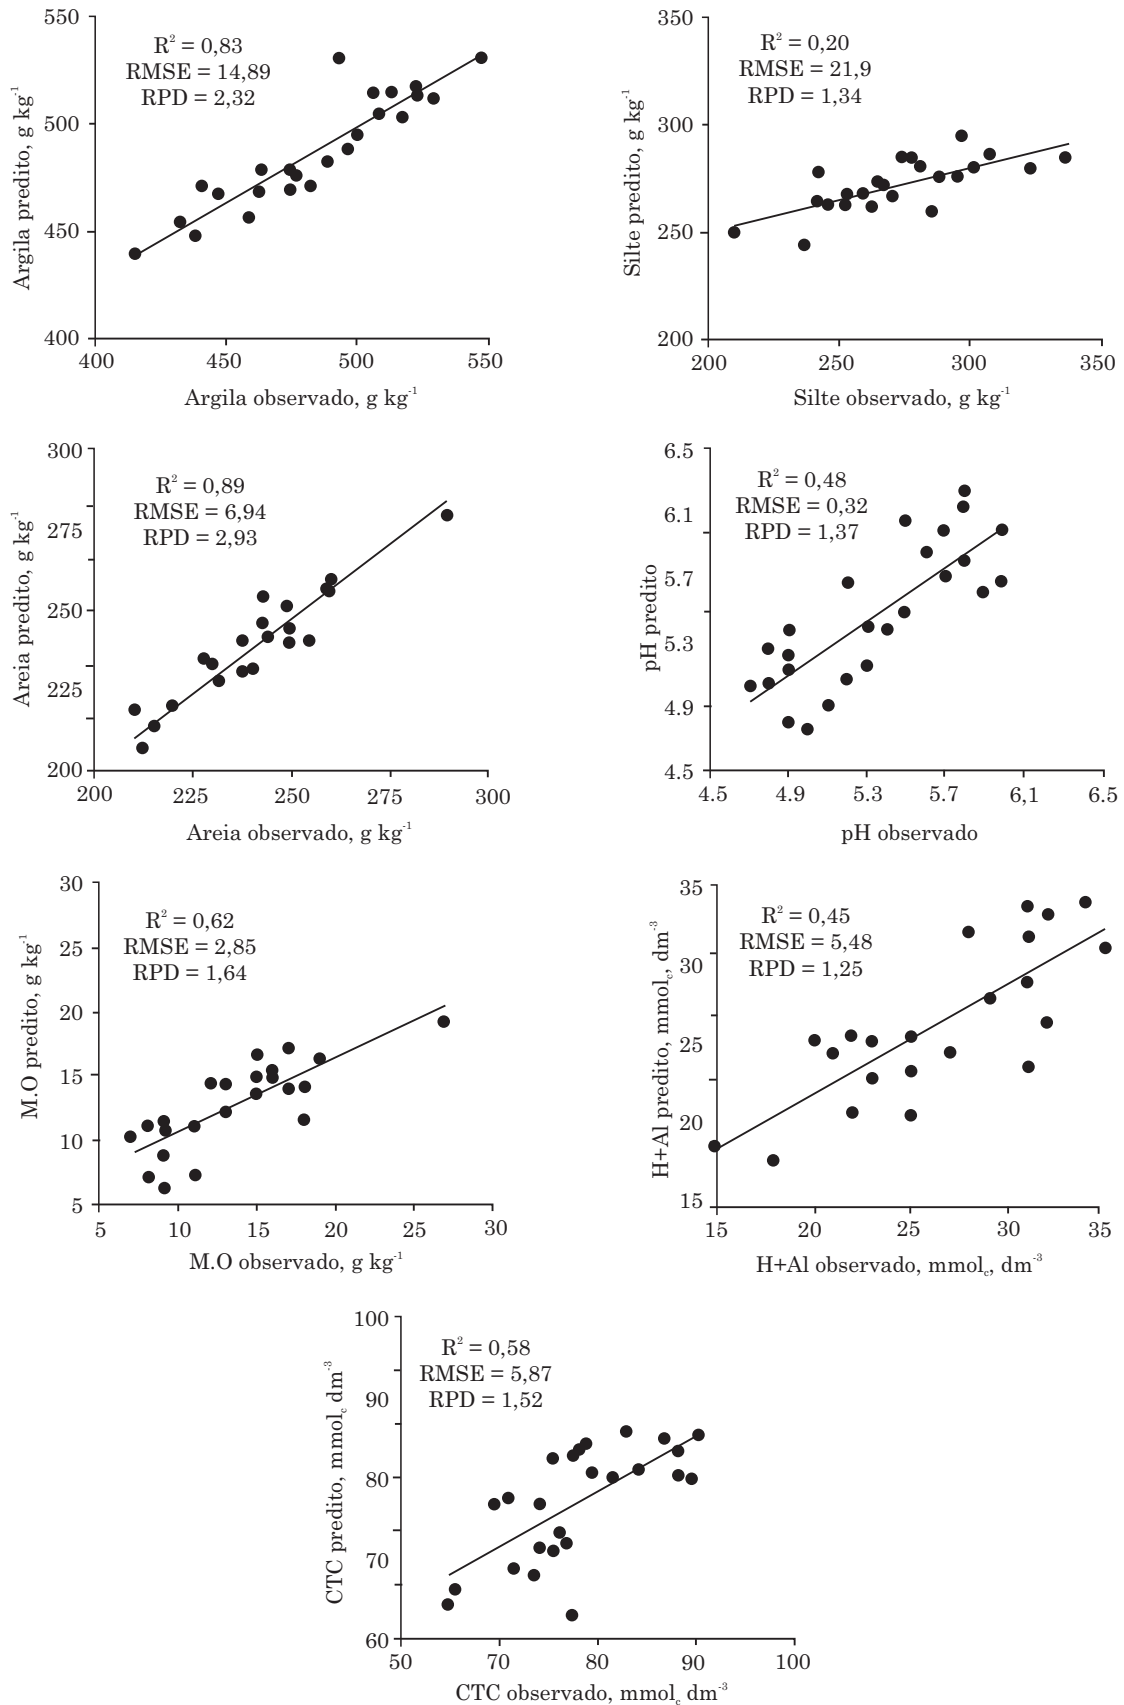 550
500
450
400
Argila predito, g kg⁻¹
R² = 0,83
RMSE = 14,89
RPD = 2,32
400 450 500 550
Argila observado, g kg⁻¹
350
300
250
200
Silte predito, g kg⁻¹
R² = 0,20
RMSE = 21,9
RPD = 1,34
200 250 300 350
Silte observado, g kg⁻¹
300
275
250
225
200
Areia predito, g kg⁻¹
R² = 0,89
RMSE = 6,94
RPD = 2,93
200 225 250 275 300
Areia observado, g kg⁻¹
6.5
6.1
5.7
5.3
4.9
4.5
pH predito
R² = 0,48
RMSE = 0,32
RPD = 1,37
4.5 4.9 5.3 5.7 6,1 6.5
pH observado
30
25
20
15
10
5
M.O predito, g kg⁻¹
R² = 0,62
RMSE = 2,85
RPD = 1,64
5 10 15 20 25 30
M.O observado, g kg⁻¹
35
30
25
20
15
H+Al predito, mmol꜀, dm⁻³
R² = 0,45
RMSE = 5,48
RPD = 1,25
15 20 25 30 35
H+Al observado, mmol꜀, dm⁻³
100
90
80
70
60
CTC predito, mmol꜀ dm⁻³
R² = 0,58
RMSE = 5,87
RPD = 1,52
50 70 80 90 100
CTC observado, mmol꜀ dm⁻³